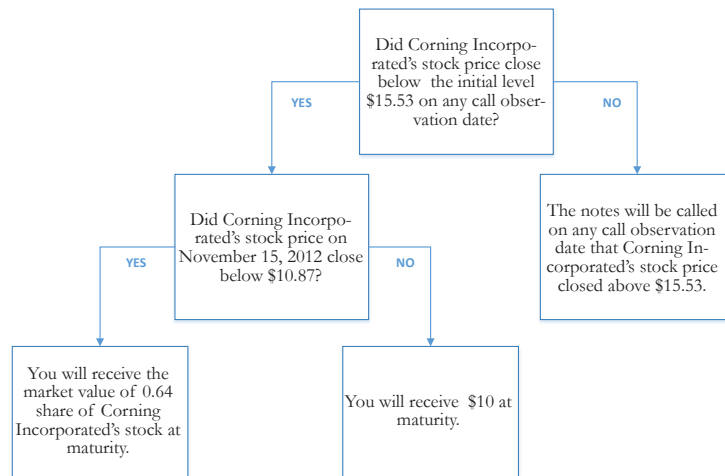 Did Corning Incorpo-
rated's stock price close
below the initial level
$15.53 on any call obser-
vation date?
YES
NO
Did Corning Incorpo-
rated's stock price on
November 15, 2012 close
below $10.87?
The notes will be called
on any call observation
date that Corning In-
corporated's stock price
closed above $15.53.
YES
NO
You will receive the
market value of 0.64
share of Corning
Incorporated's stock at
maturity.
You will receive $10 at
maturity.